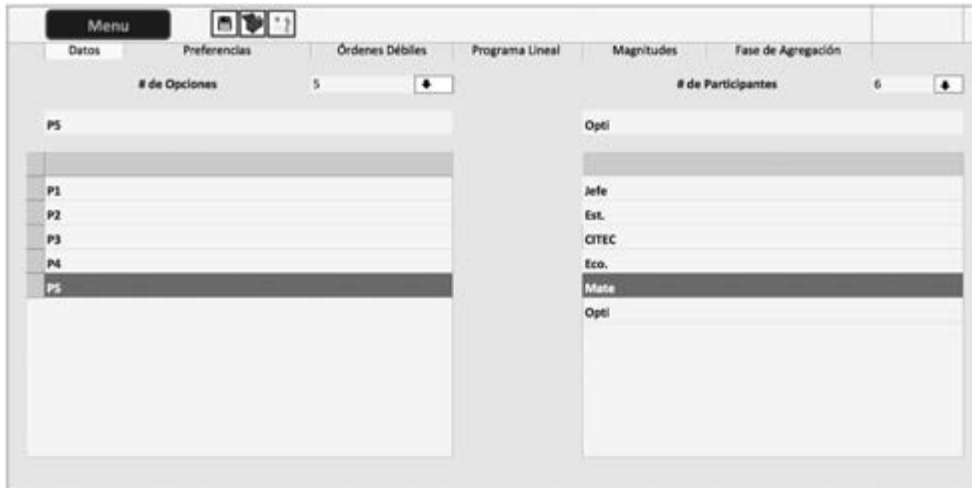 Menu
Datos Preferencias Órdenes Débiles Programa Lineal Magnitudes Fase de Agregación
# de Opciones 5 # de Participantes 6
P5 Opti
P1 Jefe
P2 Est.
P3 CITEC
P4 Eco.
P5 Mate
Opti